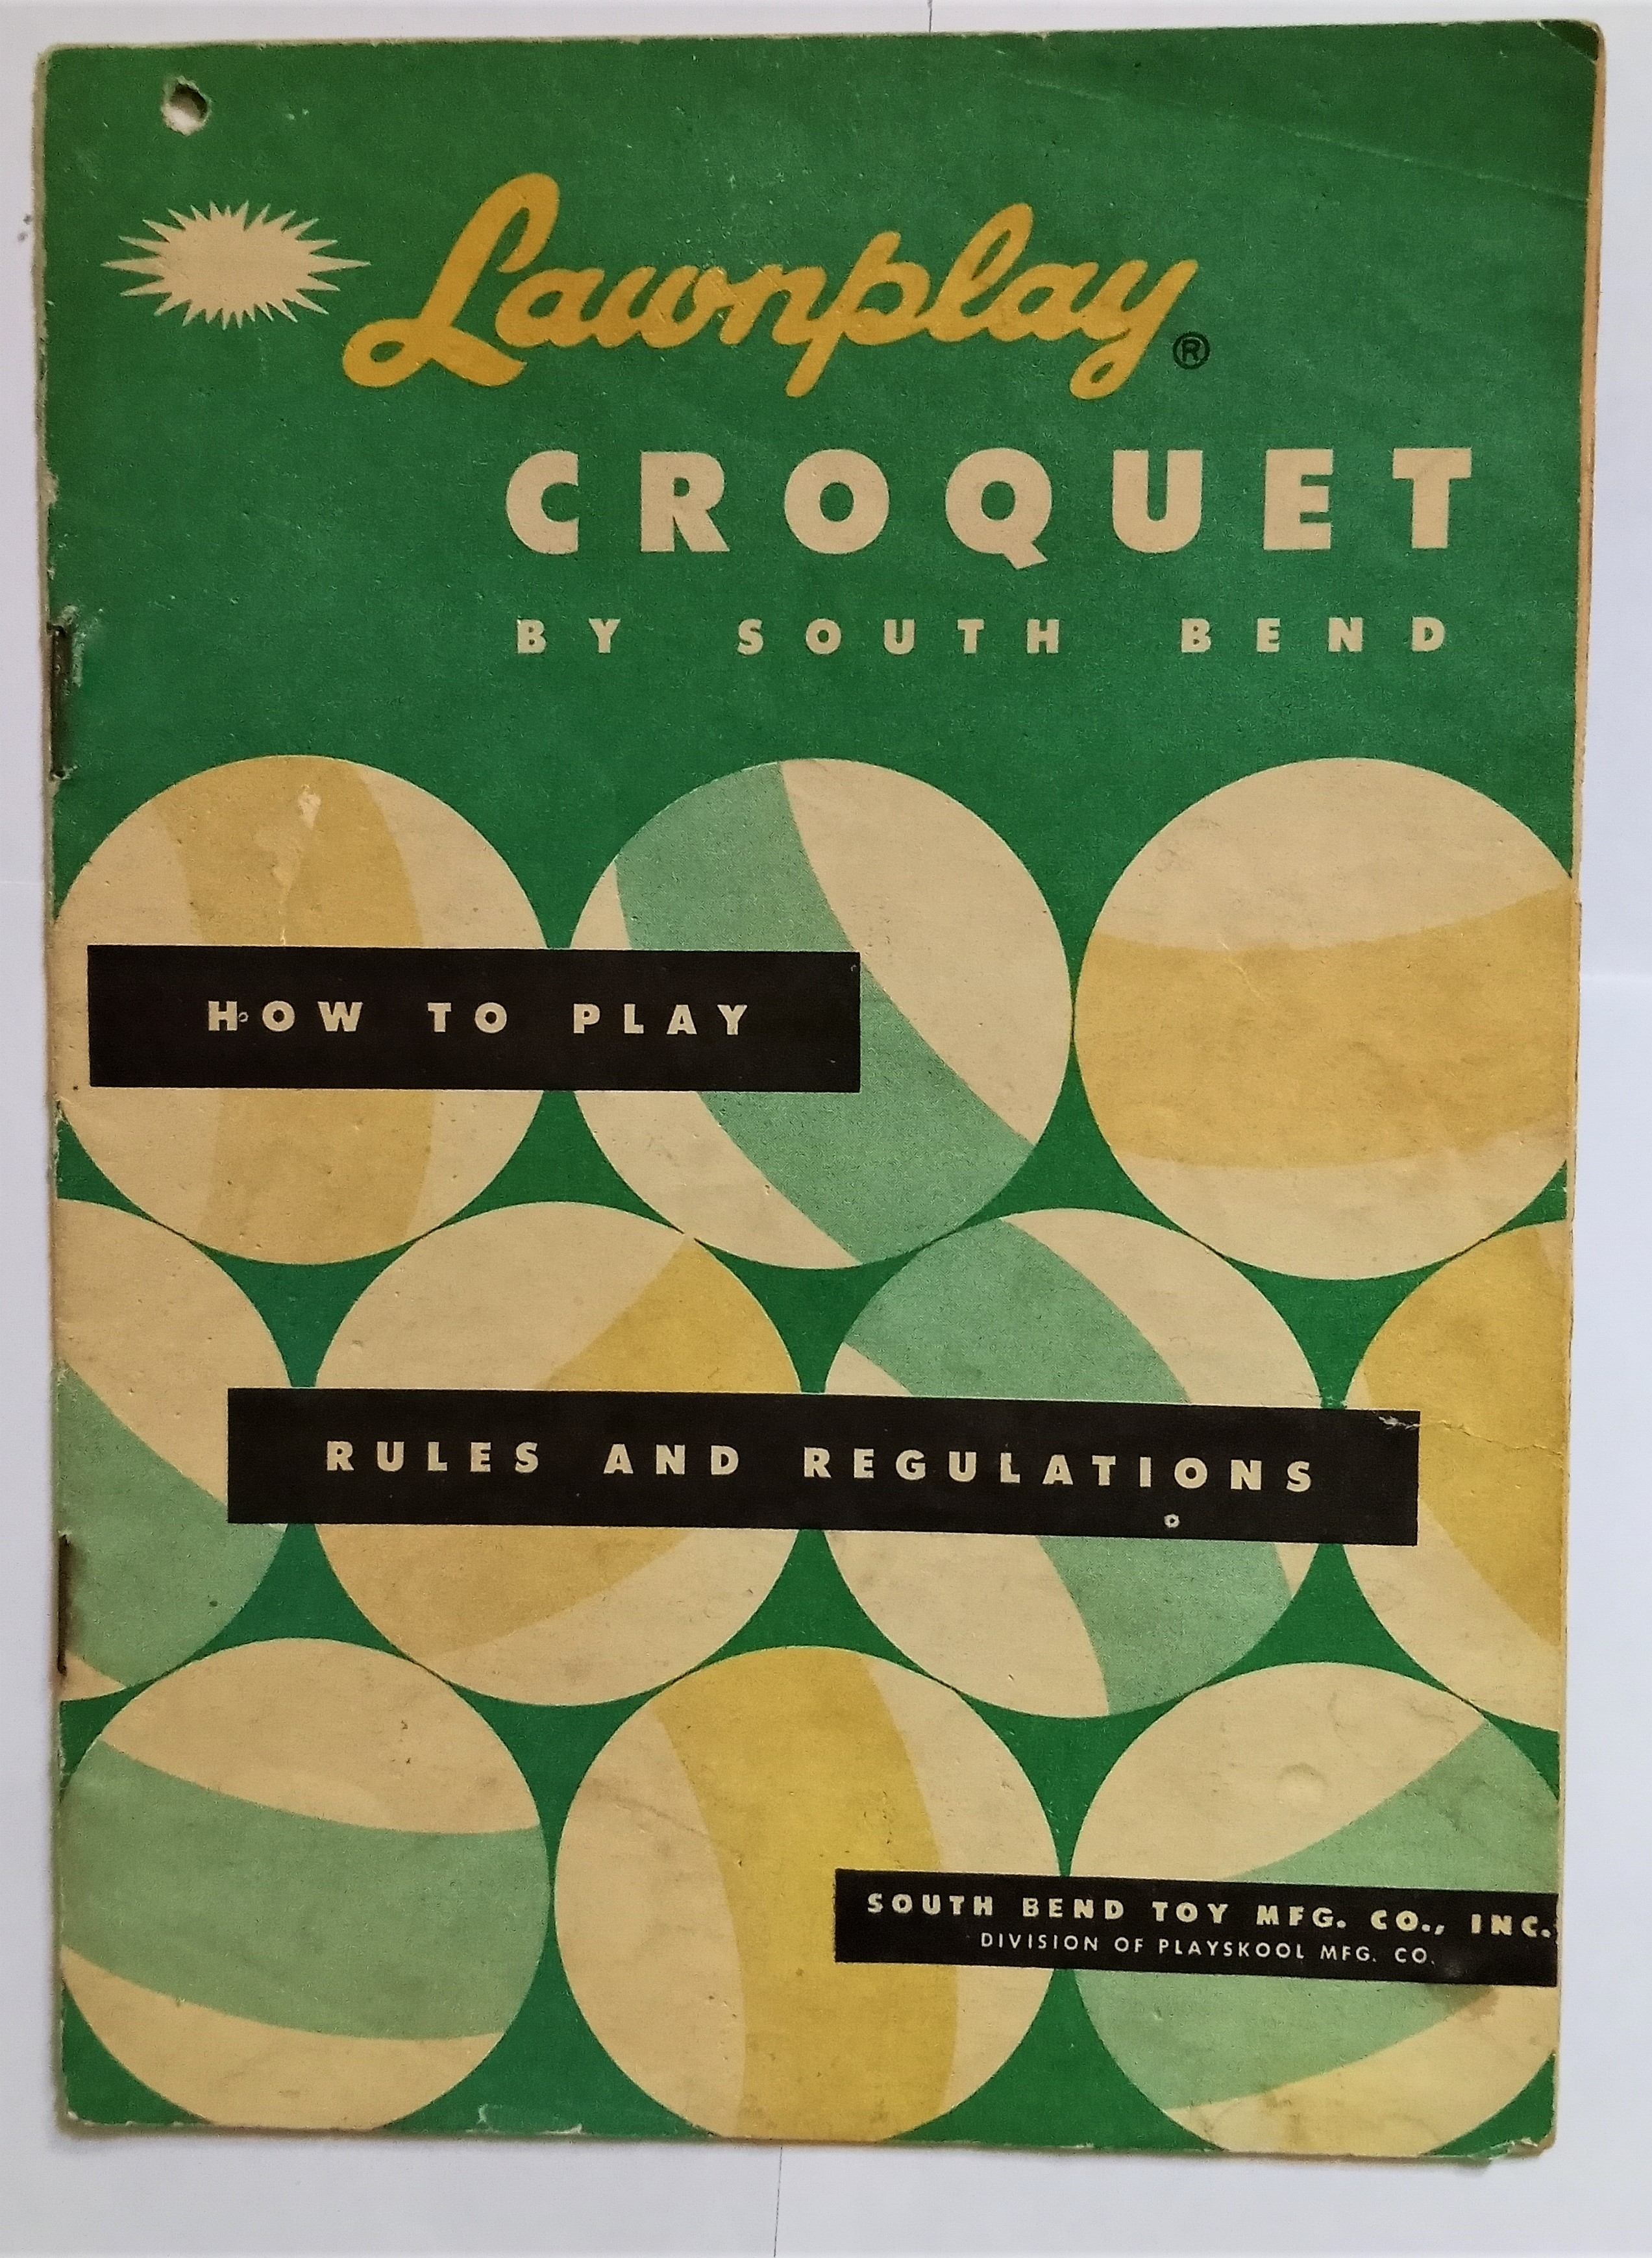 Lawnplay®
CROQUET
BY SOUTH BEND
HOW TO PLAY
RULES AND REGULATIONS
SOUTH BEND TOY MFG. CO., INC.
DIVISION OF PLAYSKOOL MFG. CO.